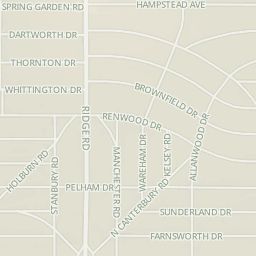 SPRING GARDEN RD
HAMPSTEAD AVE
DARTWORTH DR
THORNTON DR
WHITTINGTON DR
BROWNFIELD DR
RIDGE RD
RENWOOD DR
ALLANWOOD DR
HOLBURN RD
STANBURY RD
MANCHESTER RD
WAREHAM DR
KELSEY RD
PELHAM DR
N CANTERBURY RD
SUNDERLAND DR
FARNSWORTH DR